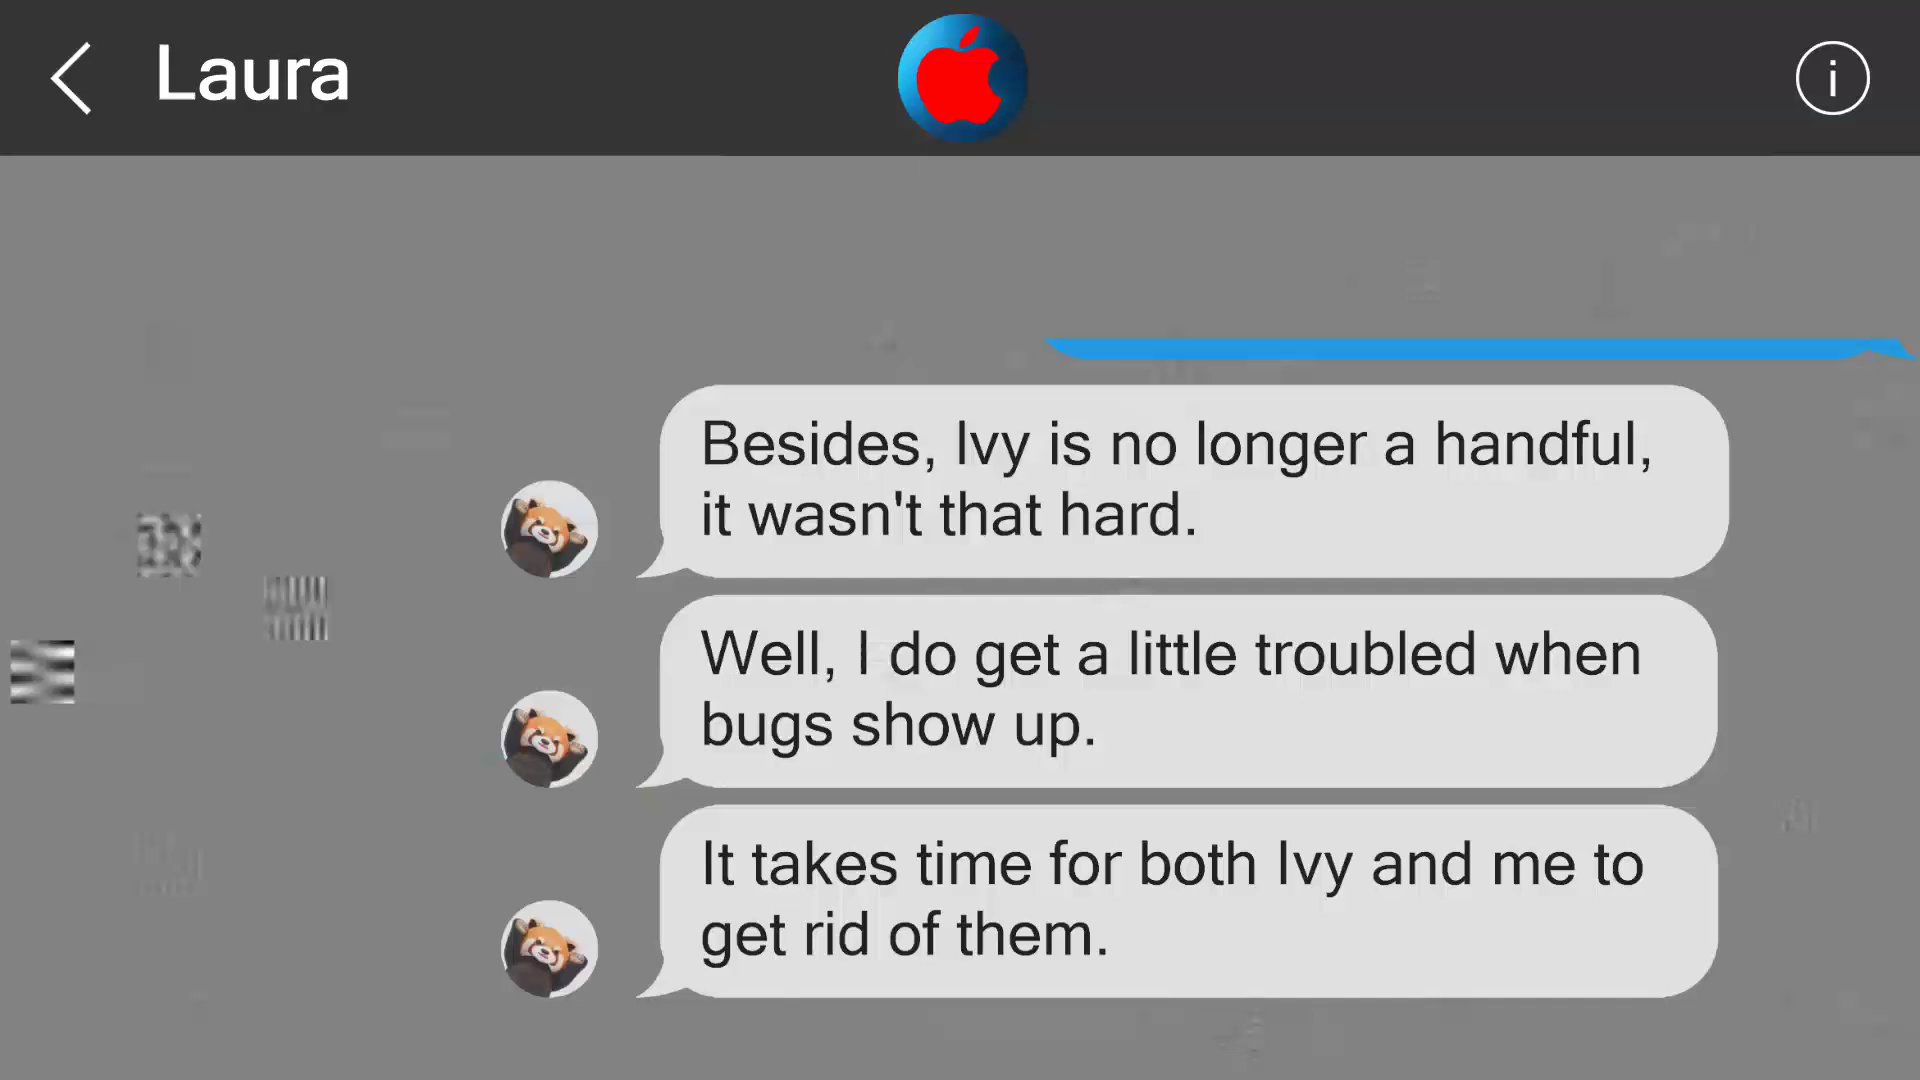 Laura
i
Besides, Ivy is no longer a handful,
it wasn't that hard.
Well, I do get a little troubled when
bugs show up.
It takes time for both Ivy and me to
get rid of them.